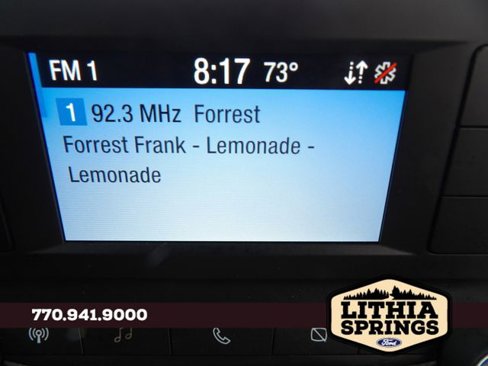 FM 1 8:17 73°
1 92.3 MHz Forrest
Forrest Frank - Lemonade -
Lemonade
770.941.9000
LITHIA
SPRINGS
Ford